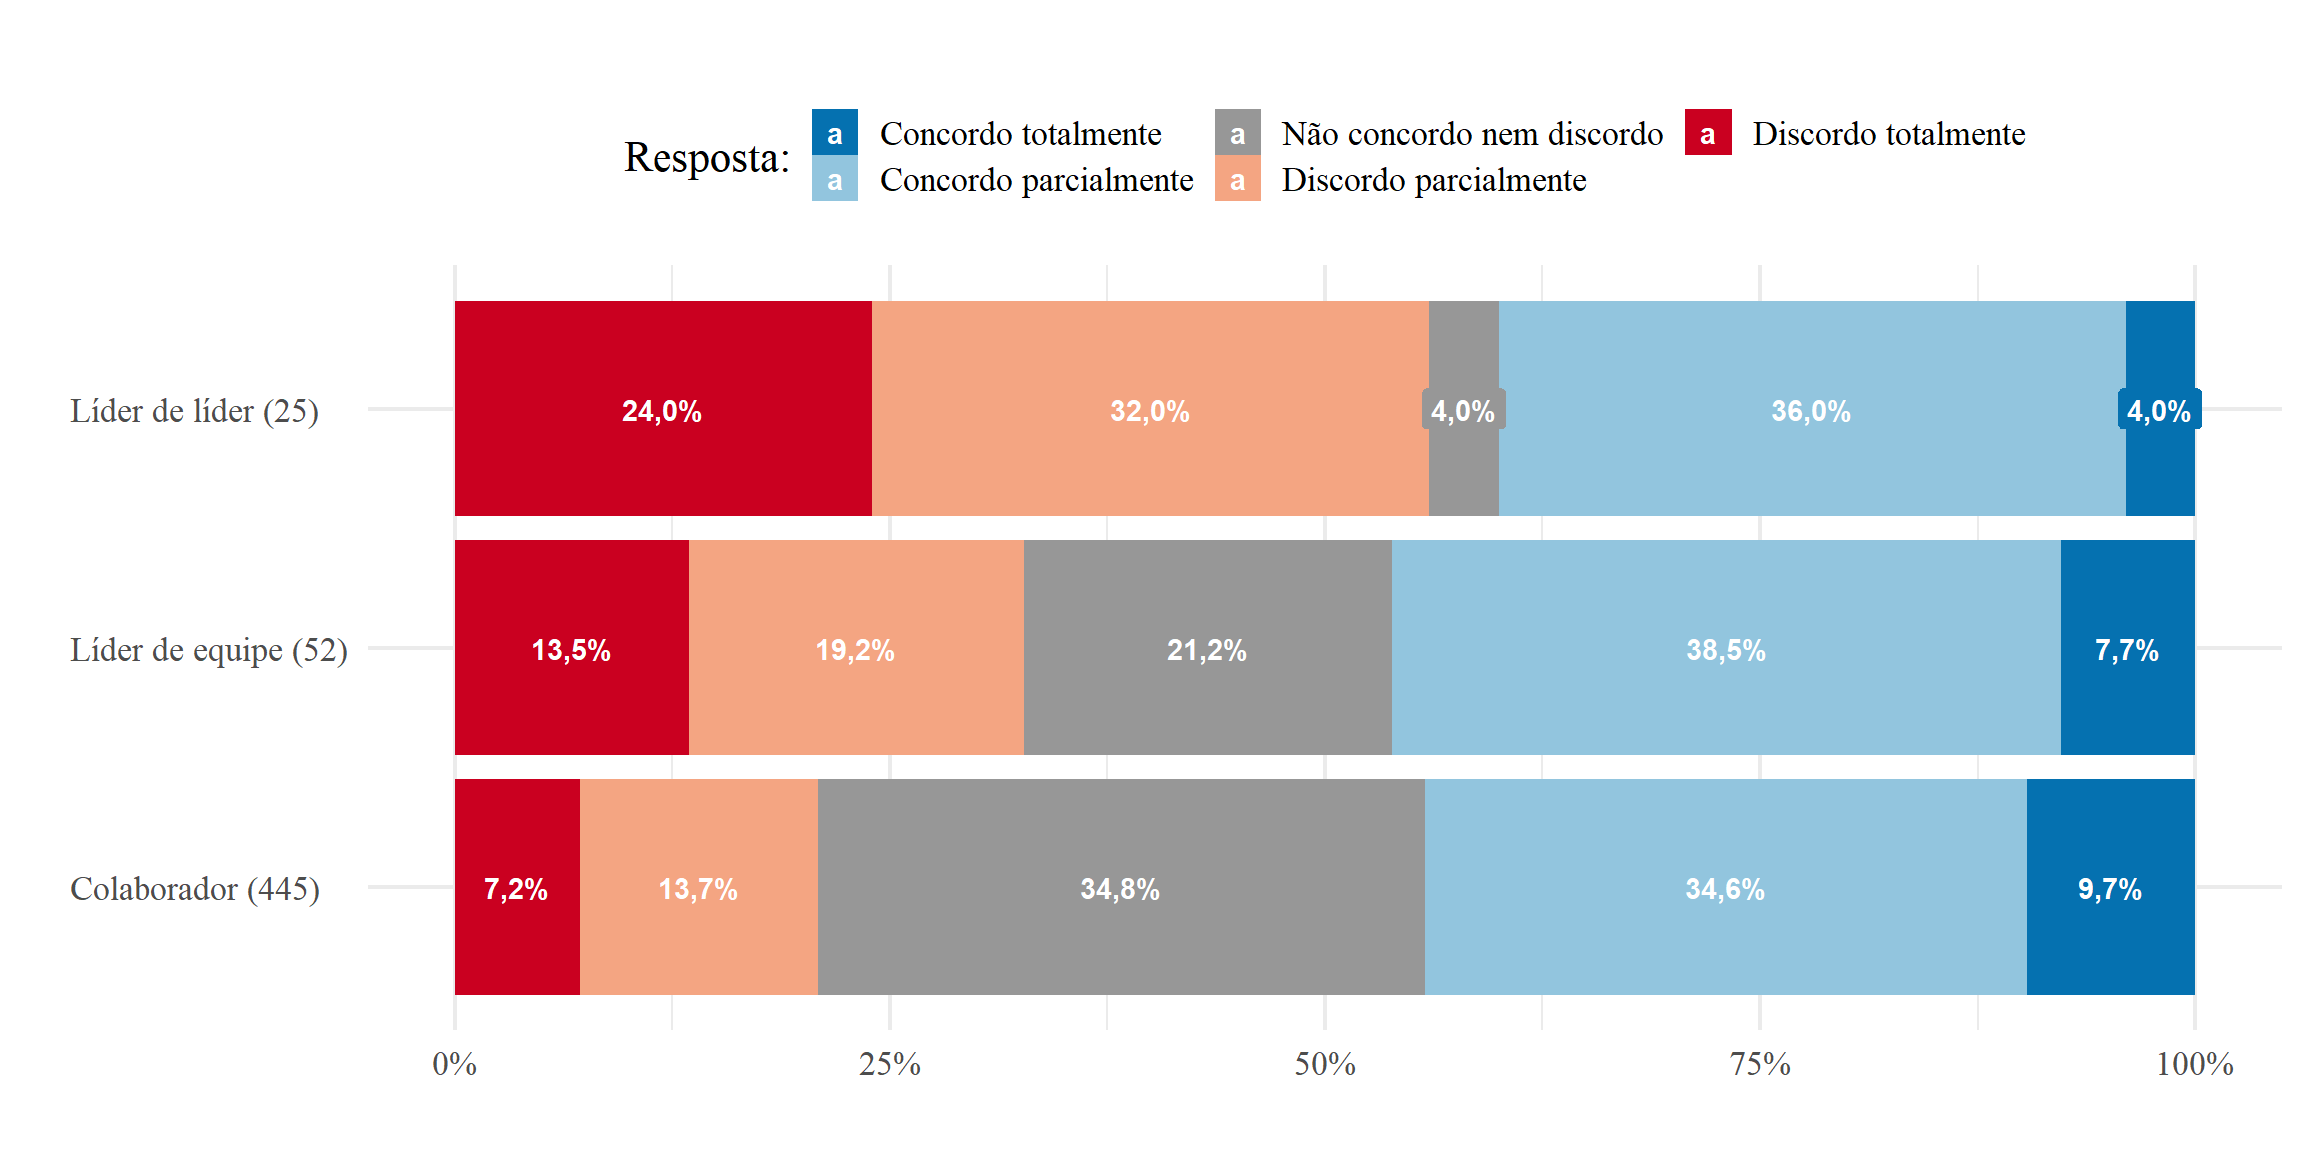 Resposta:
a Concordo totalmente a Não concordo nem discordo a Discordo totalmente
a Concordo parcialmente a Discordo parcialmente
Líder de líder (25) 24,0% 32,0% 4,0% 36,0% 4,0%
Líder de equipe (52) 13,5% 19,2% 21,2% 38,5% 7,7%
Colaborador (445) 7,2% 13,7% 34,8% 34,6% 9,7%
0% 25% 50% 75% 100%